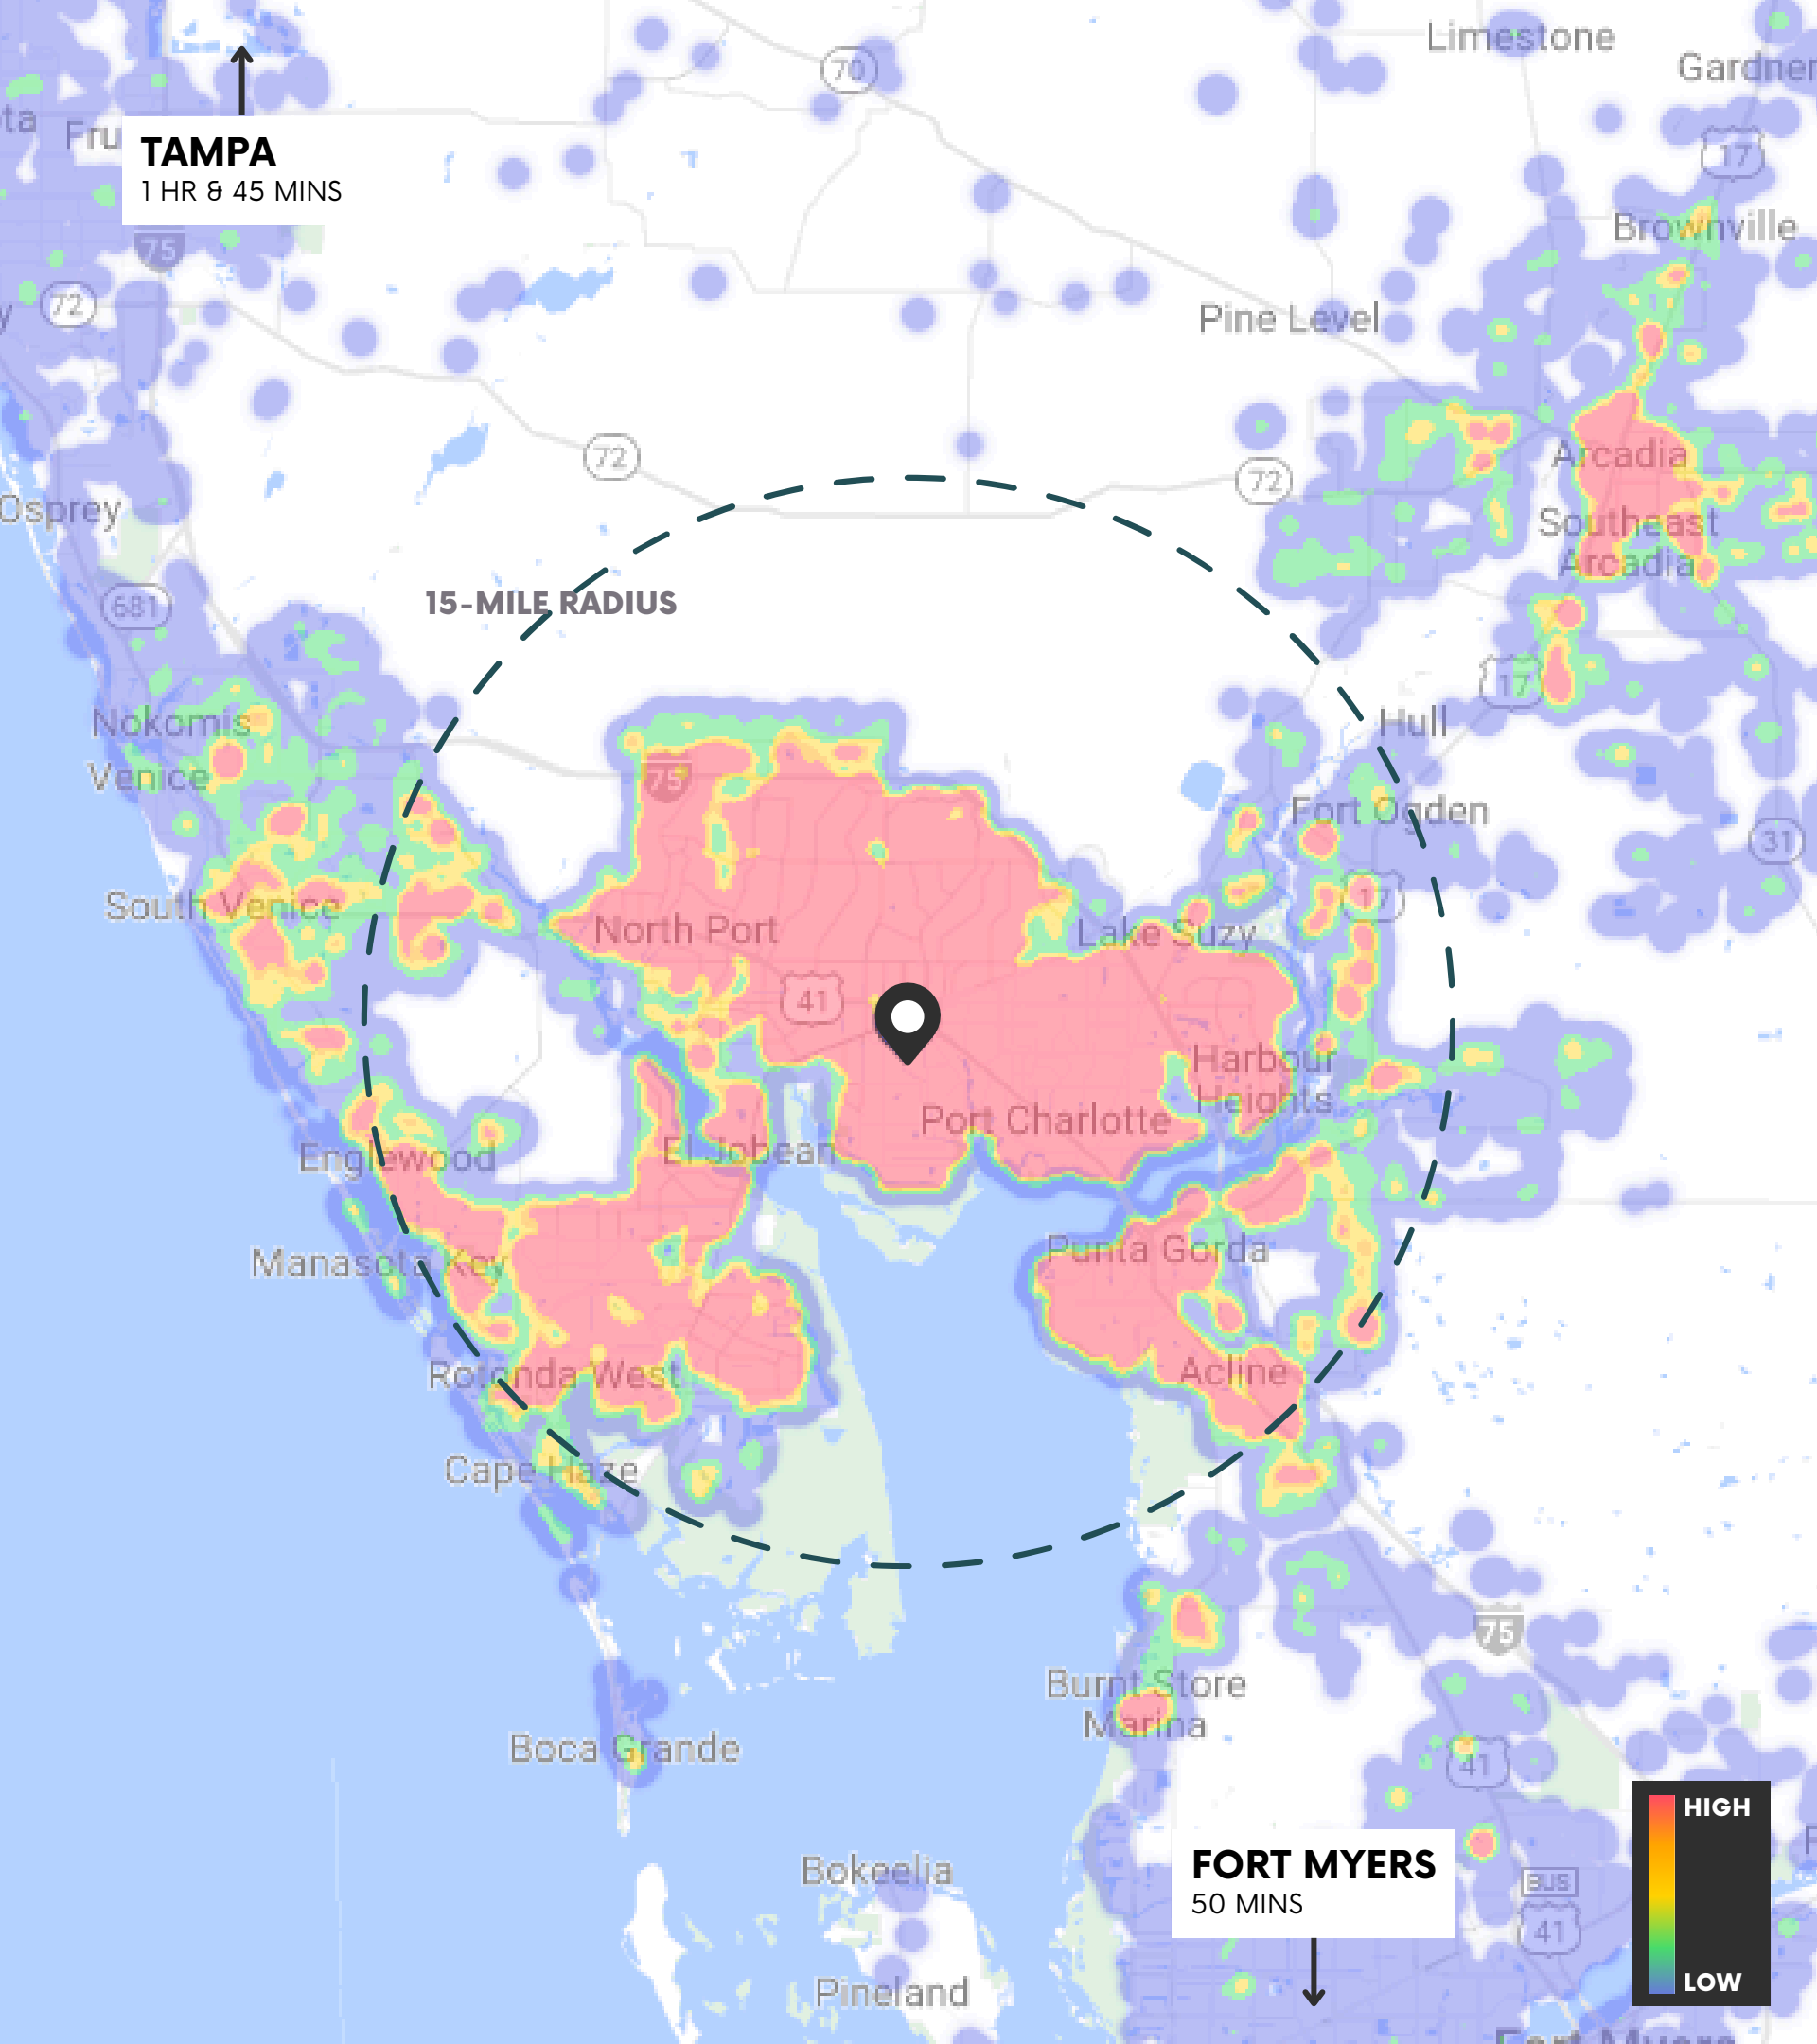 Limestone
Gardner
70
ta
Fru
TAMPA
1 HR & 45 MINS
17
Brownville
75
72
y
Pine Level
72
72
Arcadia
Osprey
Southeast
Arcadia
681
15-MILE RADIUS
17
Nokomis
Hull
Venice
75
Fort Ogden
31
17
South Venice
North Port
Lake Suzy
41
Harbour
Heights
Port Charlotte
El Jobean
Englewood
Punta Gorda
Manasota Key
Rotonda West
Acline
Cape Haze
75
Burnt Store
Marina
Boca Grande
41
HIGH
FORT MYERS
50 MINS
Bokeelia
BUS
41
LOW
Pineland
Fort Myers